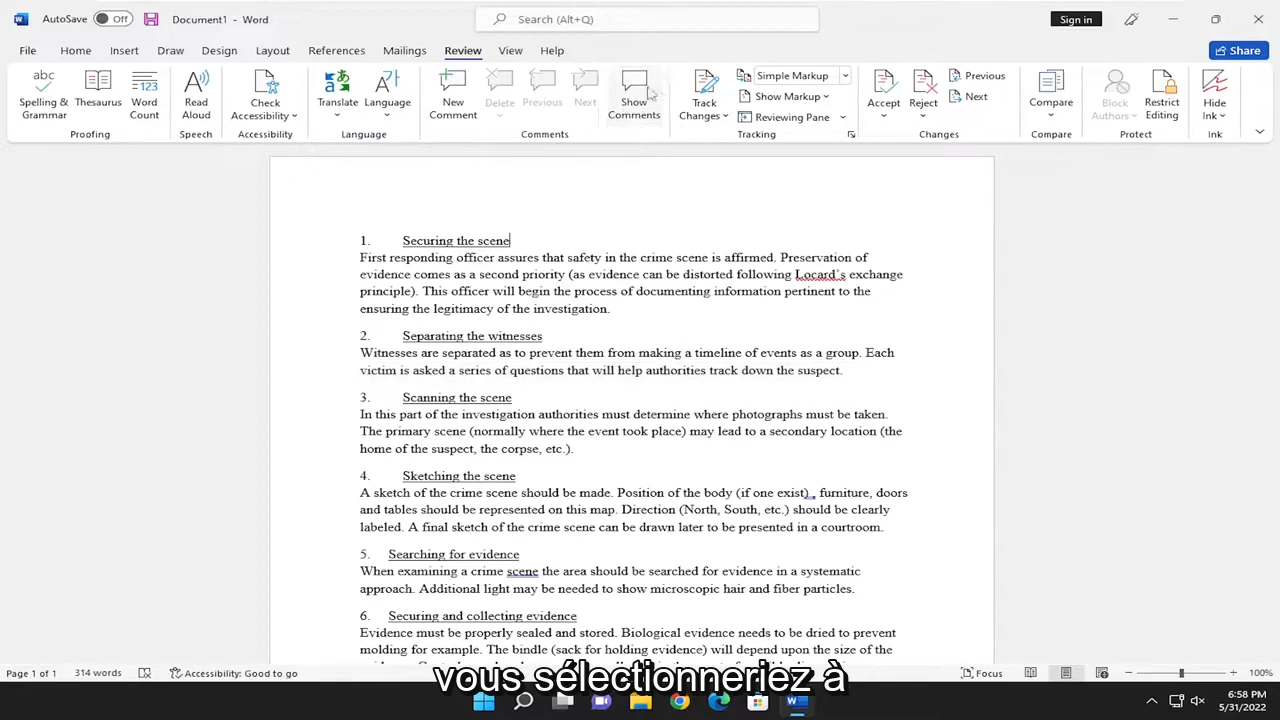 AutoSave Off Document1 - Word Search (Alt+Q) Sign in
File Home Insert Draw Design Layout References Mailings Review View Help Share
Spelling & Grammar Thesaurus Word Count Read Aloud Check Accessibility Translate Language New Comment Delete Previous Next Show Comments Track Changes Simple Markup Show Markup Reviewing Pane Accept Reject Previous Next Compare Block Authors Restrict Editing Hide Ink
Proofing Speech Accessibility Language Comments Tracking Changes Compare Protect Ink
1. Securing the scene
First responding officer assures that safety in the crime scene is affirmed. Preservation of
evidence comes as a second priority (as evidence can be distorted following Locard's exchange
principle). This officer will begin the process of documenting information pertinent to the
ensuring the legitimacy of the investigation.
2. Separating the witnesses
Witnesses are separated as to prevent them from making a timeline of events as a group. Each
victim is asked a series of questions that will help authorities track down the suspect.
3. Scanning the scene
In this part of the investigation authorities must determine where photographs must be taken.
The primary scene (normally where the event took place) may lead to a secondary location (the
home of the suspect, the corpse, etc.).
4. Sketching the scene
A sketch of the crime scene should be made. Position of the body (if one exist) , furniture, doors
and tables should be represented on this map. Direction (North, South, etc.) should be clearly
labeled. A final sketch of the crime scene can be drawn later to be presented in a courtroom.
5. Searching for evidence
When examining a crime scene the area should be searched for evidence in a systematic
approach. Additional light may be needed to show microscopic hair and fiber particles.
6. Securing and collecting evidence
Evidence must be properly sealed and stored. Biological evidence needs to be dried to prevent
molding for example. The bindle (sack for holding evidence) will depend upon the size of the
vous sélectionneriez à
Page 1 of 1 314 words Accessibility: Good to go Focus 100%
6:58 PM
5/31/2022